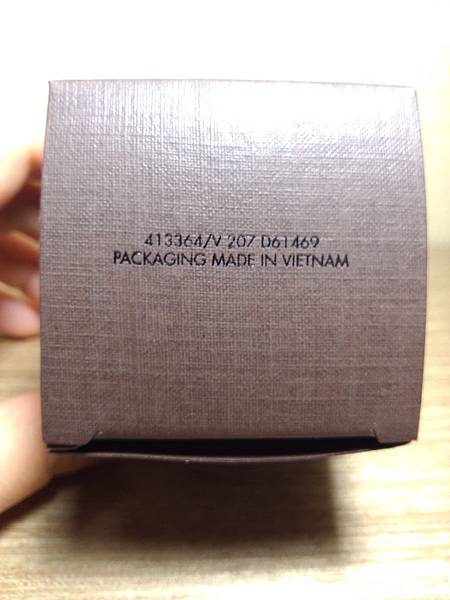 413364/V 207 D61469
PACKAGING MADE IN VIETNAM